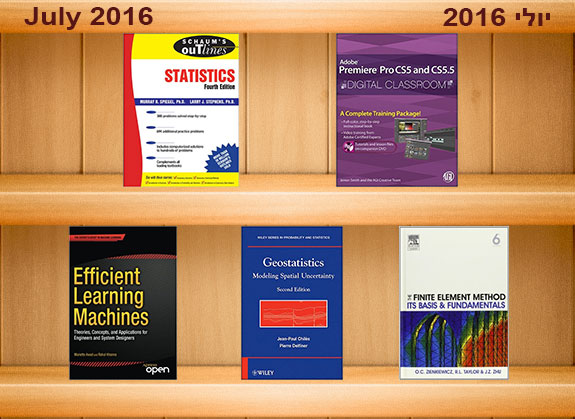 July 2016
יולי 2016
SCHAUM'S
ouTlines
STATISTICS
Fourth Edition
MURRAY R. SPIEGEL, Ph.D. LARRY J. STEPHENS, Ph.D.
Adobe
Premiere Pro CS5 and CS5.5
DIGITAL CLASSROOM
A Complete Training Package!
Efficient
Learning
Machines
Theories, Concepts, and Applications for
Engineers and System Designers
open
WILEY SERIES IN PROBABILITY AND STATISTICS
Geostatistics
Modeling Spatial Uncertainty
Second Edition
Jean-Paul Chilès
Pierre Delfiner
WILEY
6
THE FINITE ELEMENT METHOD
ITS BASIS & FUNDAMENTALS
O.C. ZIENKIEWICZ, R.L. TAYLOR & J.Z. ZHU